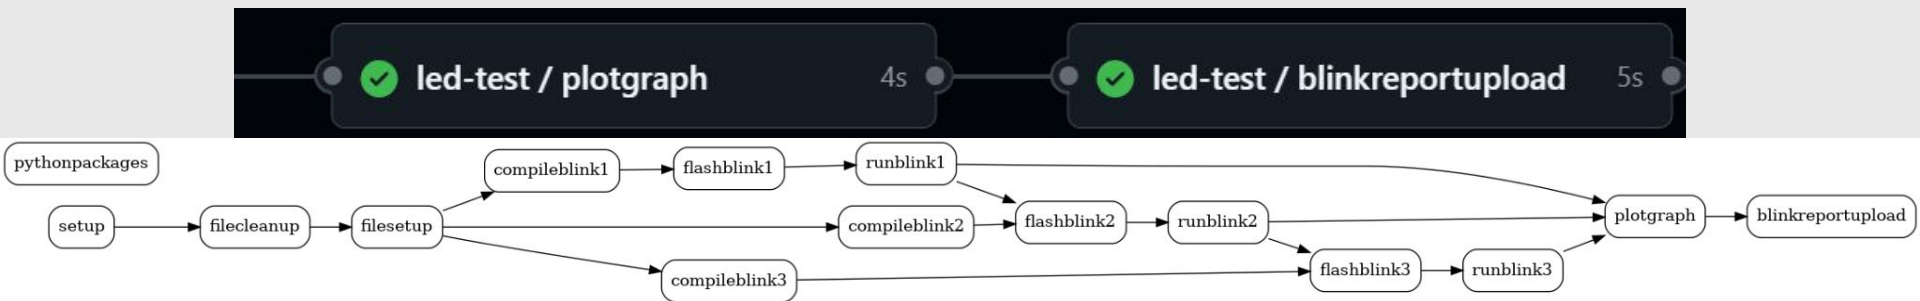 led-test / plotgraph 4s
led-test / blinkreportupload 5s
pythonpackages
compileblink1
flashblink1
runblink1
setup
filecleanup
filesetup
compileblink2
flashblink2
runblink2
plotgraph
blinkreportupload
compileblink3
flashblink3
runblink3